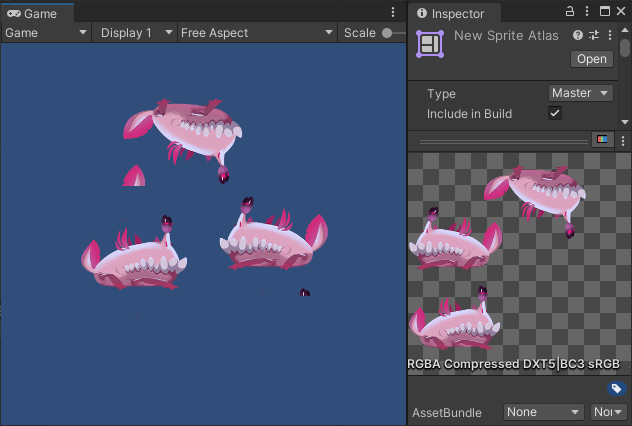 Game
Inspector
Game
Display 1
Free Aspect
Scale
New Sprite Atlas
Open
Type
Master
Include in Build
RGBA Compressed DXT5|BC3 sRGB
AssetBundle
None